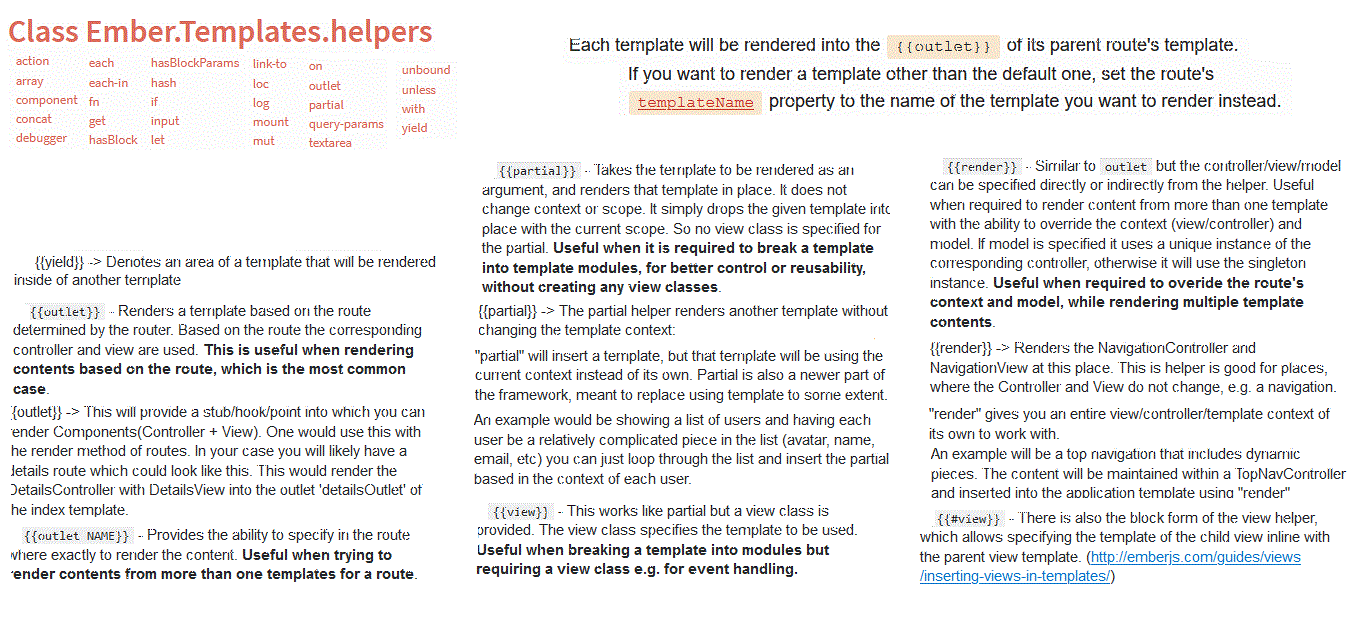 Class Ember.Templates.helpers
action
array
component
concat
debugger
each
each-in
fn
get
hasBlock
hasBlockParams
hash
if
input
let
link-to
loc
log
mount
mut
on
outlet
partial
query-params
textarea
unbound
unless
with
yield
Each template will be rendered into the {{outlet}} of its parent route's template.
If you want to render a template other than the default one, set the route's
templateName property to the name of the template you want to render instead.
{{yield}} -> Denotes an area of a template that will be rendered
inside of another template
{{outlet}} - Renders a template based on the route
determined by the router. Based on the route the corresponding
controller and view are used. This is useful when rendering
contents based on the route, which is the most common
case.
{outlet}} -> This will provide a stub/hook/point into which you can
ender Components(Controller + View). One would use this with
he render method of routes. In your case you will likely have a
details route which could look like this. This would render the
DetailsController with DetailsView into the outlet 'detailsOutlet' of
he index template.
{{outlet NAME}} - Provides the ability to specify in the route
where exactly to render the content. Useful when trying to
render contents from more than one templates for a route.
{{partial}} - Takes the template to be rendered as an
argument, and renders that template in place. It does not
change context or scope. It simply drops the given template into
place with the current scope. So no view class is specified for
the partial. Useful when it is required to break a template
into template modules, for better control or reusability,
without creating any view classes.
{{partial}} -> The partial helper renders another template without
changing the template context:
"partial" will insert a template, but that template will be using the
current context instead of its own. Partial is also a newer part of
the framework, meant to replace using template to some extent.
An example would be showing a list of users and having each
user be a relatively complicated piece in the list (avatar, name,
email, etc) you can just loop through the list and insert the partial
based in the context of each user.
{{view}} - This works like partial but a view class is
provided. The view class specifies the template to be used.
Useful when breaking a template into modules but
requiring a view class e.g. for event handling.
{{render}} - Similar to outlet but the controller/view/model
can be specified directly or indirectly from the helper. Useful
when required to render content from more than one template
with the ability to override the context (view/controller) and
model. If model is specified it uses a unique instance of the
corresponding controller, otherwise it will use the singleton
instance. Useful when required to overide the route's
context and model, while rendering multiple template
contents.
{{render}} -> Renders the NavigationController and
NavigationView at this place. This is helper is good for places,
where the Controller and View do not change, e.g. a navigation.
"render" gives you an entire view/controller/template context of
its own to work with.
An example will be a top navigation that includes dynamic
pieces. The content will be maintained within a TopNavController
and inserted into the application template using "render"
{{#view}} - There is also the block form of the view helper,
which allows specifying the template of the child view inline with
the parent view template. (http://emberjs.com/guides/views
/inserting-views-in-templates/)